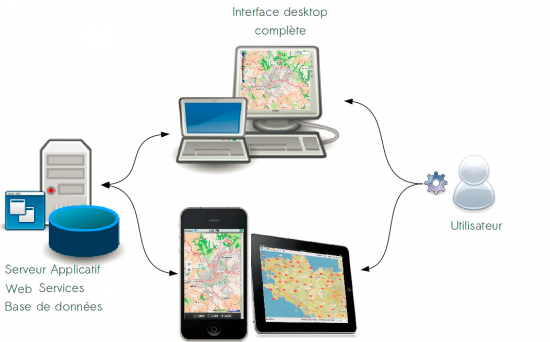 Interface desktop
complète
Utilisateur
Serveur Applicatif
Web Services
Base de données